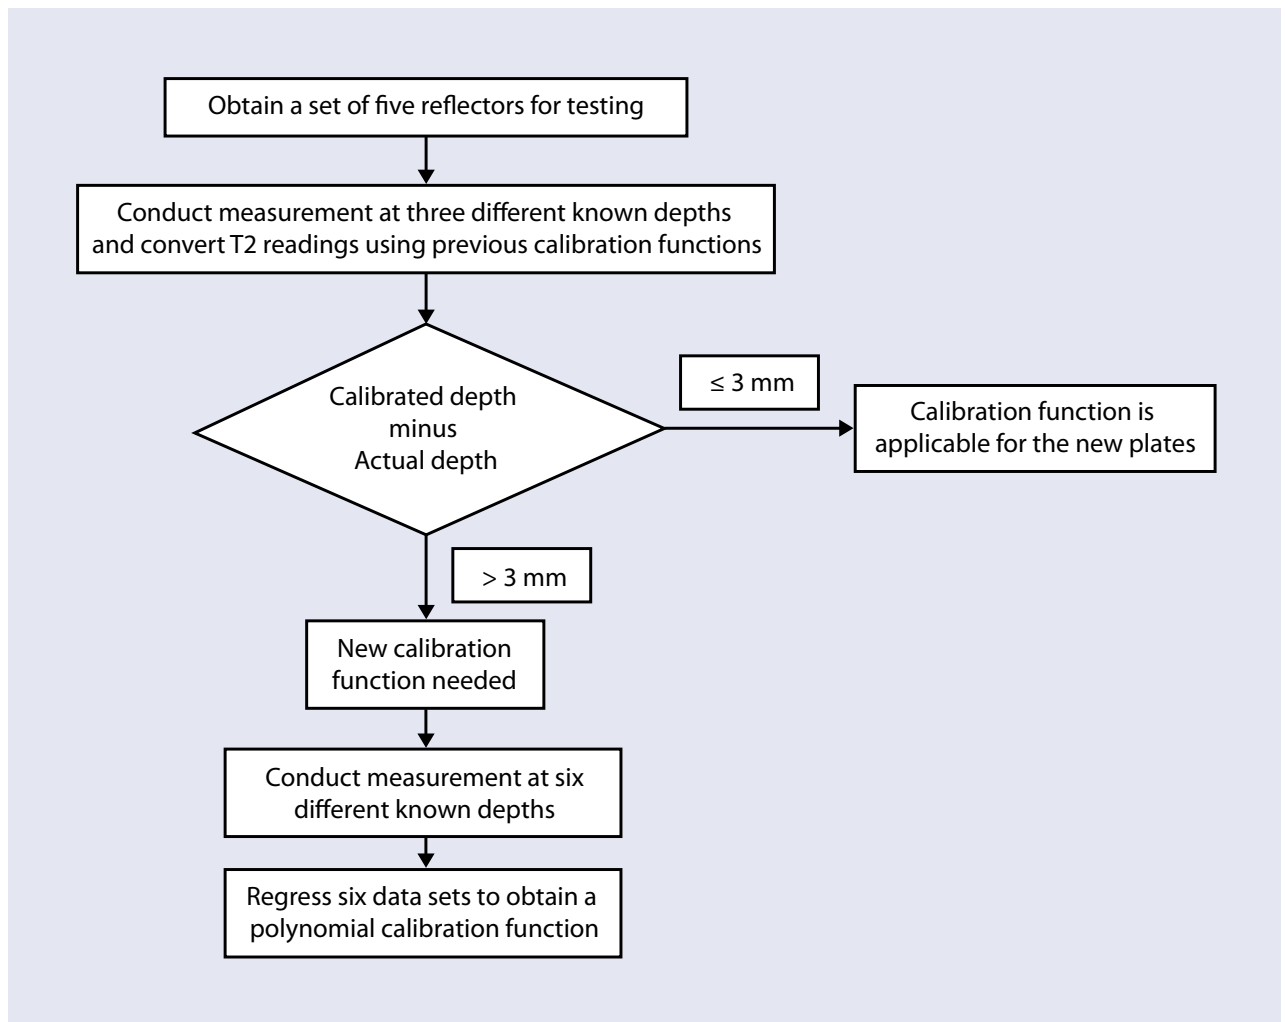 Obtain a set of five reflectors for testing
Conduct measurement at three different known depths
and convert T2 readings using previous calibration functions
Calibrated depth
minus
Actual depth
≤ 3 mm
Calibration function is
applicable for the new plates
> 3 mm
New calibration
function needed
Conduct measurement at six
different known depths
Regress six data sets to obtain a
polynomial calibration function